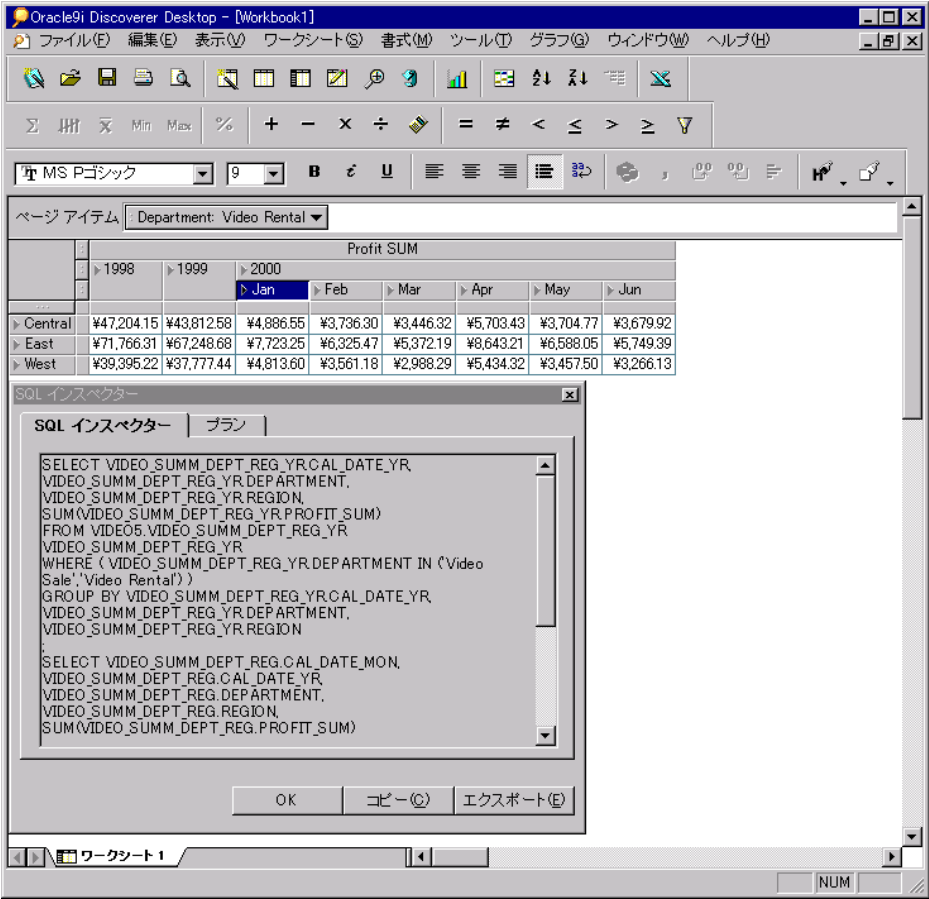 Oracle9i Discoverer Desktop - [Workbook1]
ファイル(F) 編集(E) 表示(V) ワークシート(S) 書式(M) ツール(T) グラフ(G) ウィンドウ(W) ヘルプ(H)
Σ X Min Max % + - × ÷ = ≠ < ≤ > ≥
MS Pゴシック 9 B i U
ページ アイテム Department: Video Rental
Profit SUM
1998 1999 2000
Jan Feb Mar Apr May Jun
Central ¥47,204.15 ¥43,812.58 ¥4,886.55 ¥3,736.30 ¥3,446.32 ¥5,703.43 ¥3,704.77 ¥3,679.92
East ¥71,766.31 ¥67,248.68 ¥7,723.25 ¥6,325.47 ¥5,372.19 ¥8,643.21 ¥6,588.05 ¥5,749.39
West ¥39,395.22 ¥37,777.44 ¥4,813.60 ¥3,561.18 ¥2,988.29 ¥5,434.32 ¥3,457.50 ¥3,266.13
SQL インスペクター
SQL インスペクター プラン
SELECT VIDEO_SUMM_DEPT_REG_YR.CAL_DATE_YR,
VIDEO_SUMM_DEPT_REG_YR.DEPARTMENT,
VIDEO_SUMM_DEPT_REG_YR.REGION,
SUM(VIDEO_SUMM_DEPT_REG_YR.PROFIT_SUM)
FROM VIDEO5.VIDEO_SUMM_DEPT_REG_YR
VIDEO_SUMM_DEPT_REG_YR
WHERE ( VIDEO_SUMM_DEPT_REG_YR.DEPARTMENT IN ('Video
Sale','Video Rental') )
GROUP BY VIDEO_SUMM_DEPT_REG_YR.CAL_DATE_YR,
VIDEO_SUMM_DEPT_REG_YR.DEPARTMENT,
VIDEO_SUMM_DEPT_REG_YR.REGION
;
SELECT VIDEO_SUMM_DEPT_REG.CAL_DATE_MON,
VIDEO_SUMM_DEPT_REG.CAL_DATE_YR,
VIDEO_SUMM_DEPT_REG.DEPARTMENT,
VIDEO_SUMM_DEPT_REG.REGION,
SUM(VIDEO_SUMM_DEPT_REG.PROFIT_SUM)
OK コピー(C) エクスポート(E)
ワークシート 1
NUM